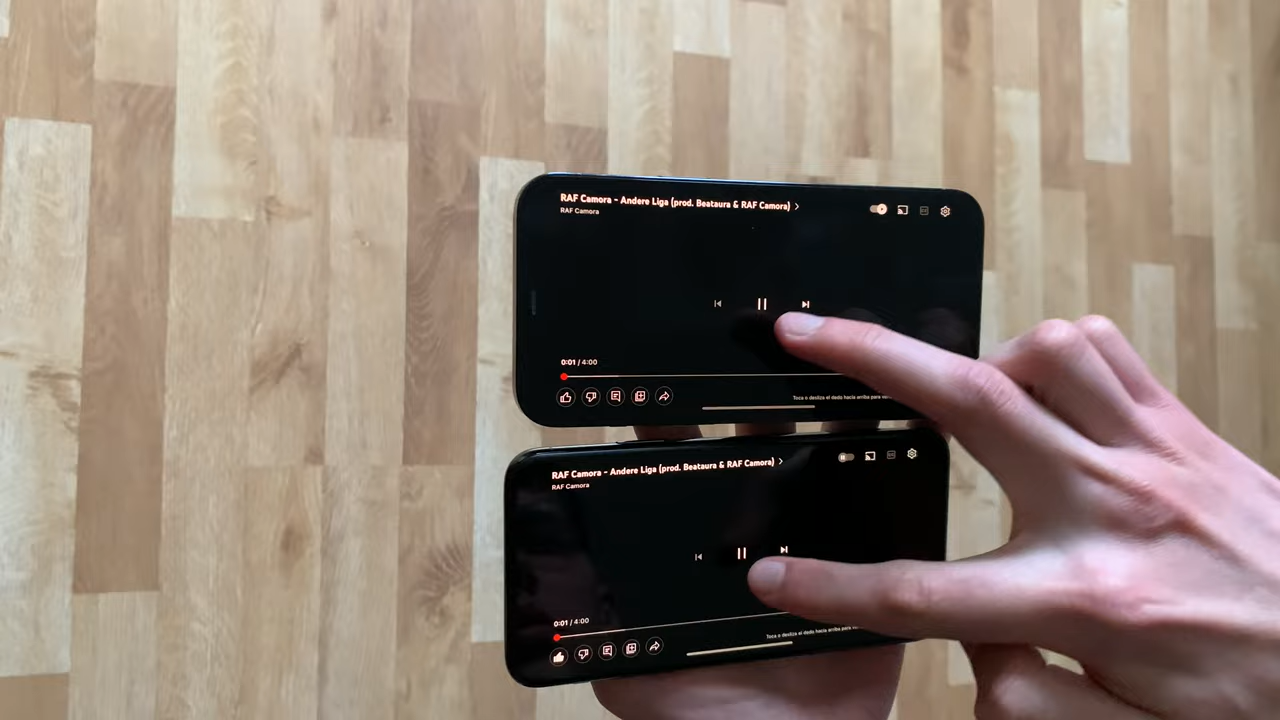 RAF Camora - Andere Liga (prod. Beataura & RAF Camora)
RAF Camora
0:01 / 4:00
Toca o desliza el dedo hacia arriba para
RAF Camora - Andere Liga (prod. Beataura & RAF Camora)
RAF Camora
0:01 / 4:00
Toca o desliza el dedo hacia arriba para